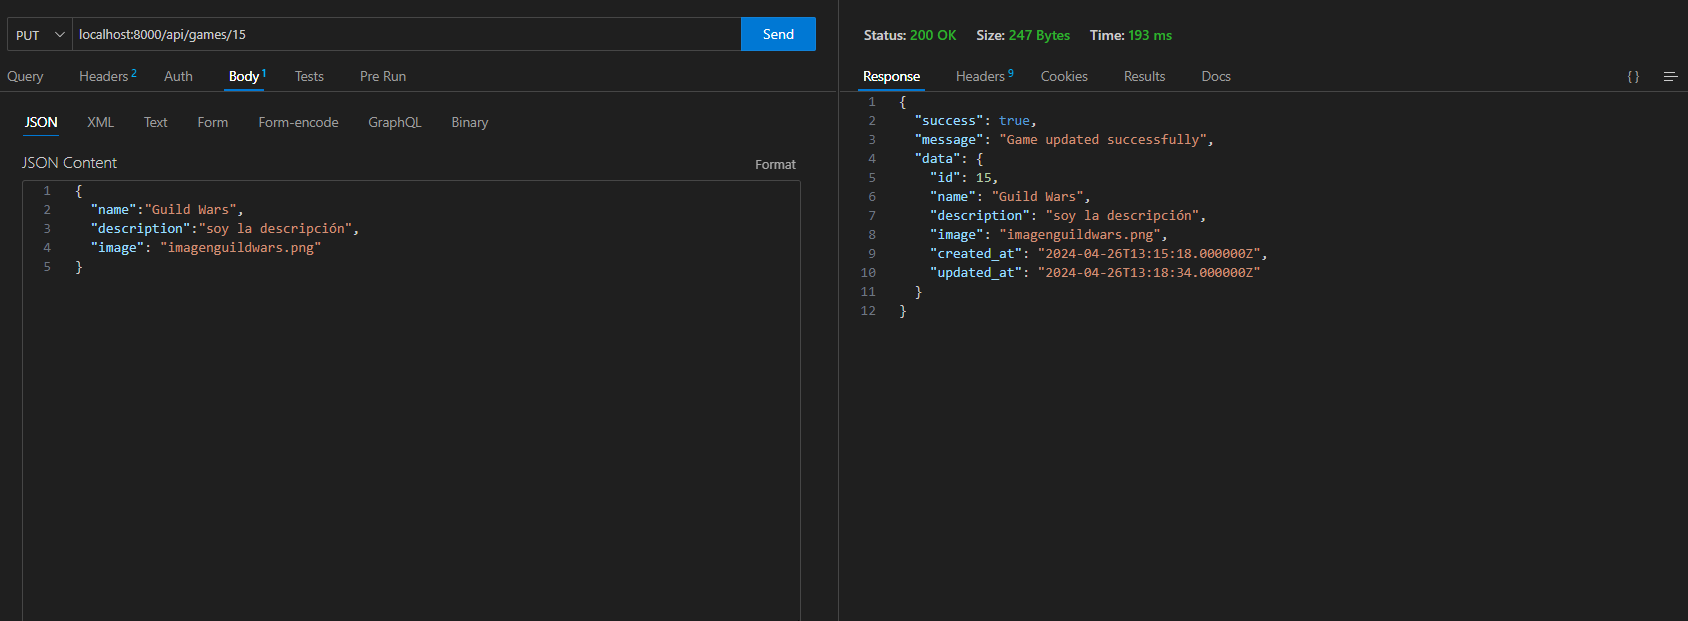 PUT localhost:8000/api/games/15 Send
Query Headers 2 Auth Body 1 Tests Pre Run
JSON XML Text Form Form-encode GraphQL Binary
JSON Content
Format
1 {
2 "name":"Guild Wars",
3 "description":"soy la descripción",
4 "image": "imagenguildwars.png"
5 }
Status: 200 OK Size: 247 Bytes Time: 193 ms
Response Headers 9 Cookies Results Docs { }
1 {
2 "success": true,
3 "message": "Game updated successfully",
4 "data": {
5 "id": 15,
6 "name": "Guild Wars",
7 "description": "soy la descripción",
8 "image": "imagenguildwars.png",
9 "created_at": "2024-04-26T13:15:18.000000Z",
10 "updated_at": "2024-04-26T13:18:34.000000Z"
11 }
12 }